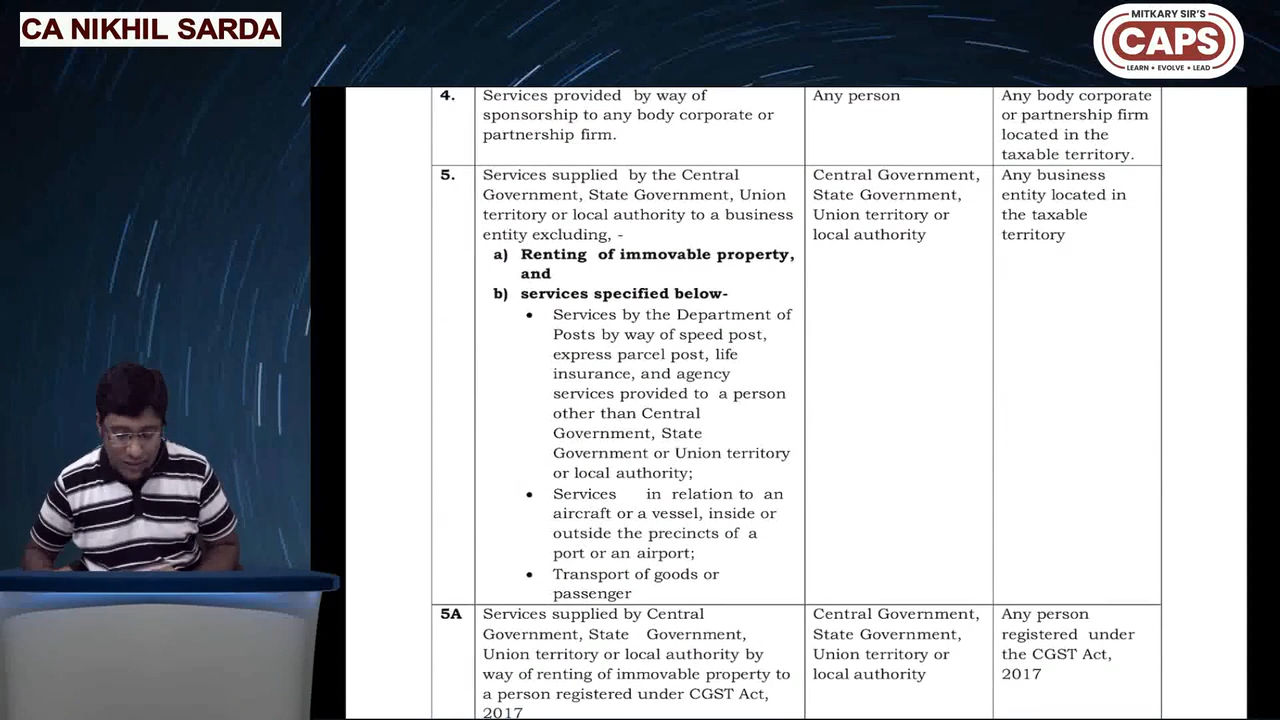 CA NIKHIL SARDA
MITKARY SIR'S
CAPS
LEARN • EVOLVE • LEAD
4.
Services provided by way of
sponsorship to any body corporate or
partnership firm.
Any person
Any body corporate
or partnership firm
located in the
taxable territory.
5.
Services supplied by the Central
Government, State Government, Union
territory or local authority to a business
entity excluding, -
a) Renting of immovable property,
and
b) services specified below-
• Services by the Department of
Posts by way of speed post,
express parcel post, life
insurance, and agency
services provided to a person
other than Central
Government, State
Government or Union territory
or local authority;
• Services in relation to an
aircraft or a vessel, inside or
outside the precincts of a
port or an airport;
• Transport of goods or
passenger
Central Government,
State Government,
Union territory or
local authority
Any business
entity located in
the taxable
territory
5A
Services supplied by Central
Government, State Government,
Union territory or local authority by
way of renting of immovable property to
a person registered under CGST Act,
2017
Central Government,
State Government,
Union territory or
local authority
Any person
registered under
the CGST Act,
2017